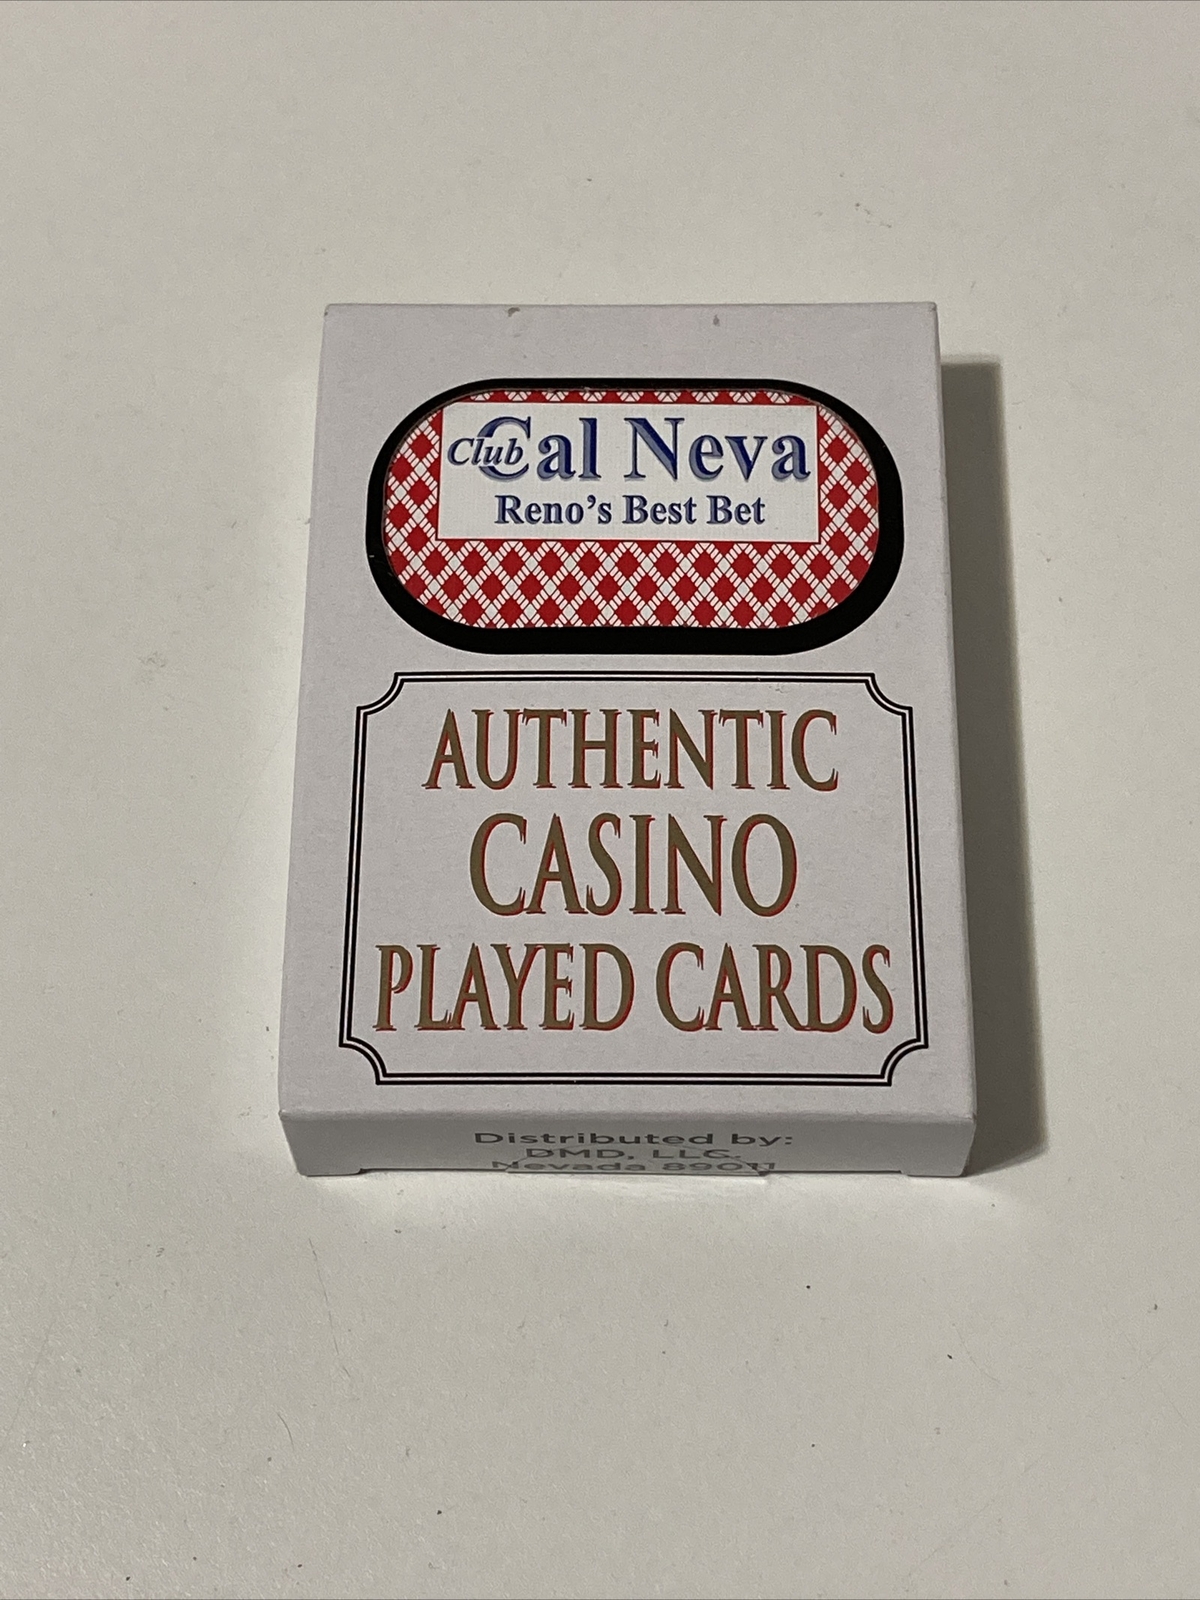 Club Cal Neva
Reno's Best Bet
AUTHENTIC
CASINO
PLAYED CARDS
Distributed by:
DMD, LLC.
Nevada 89011